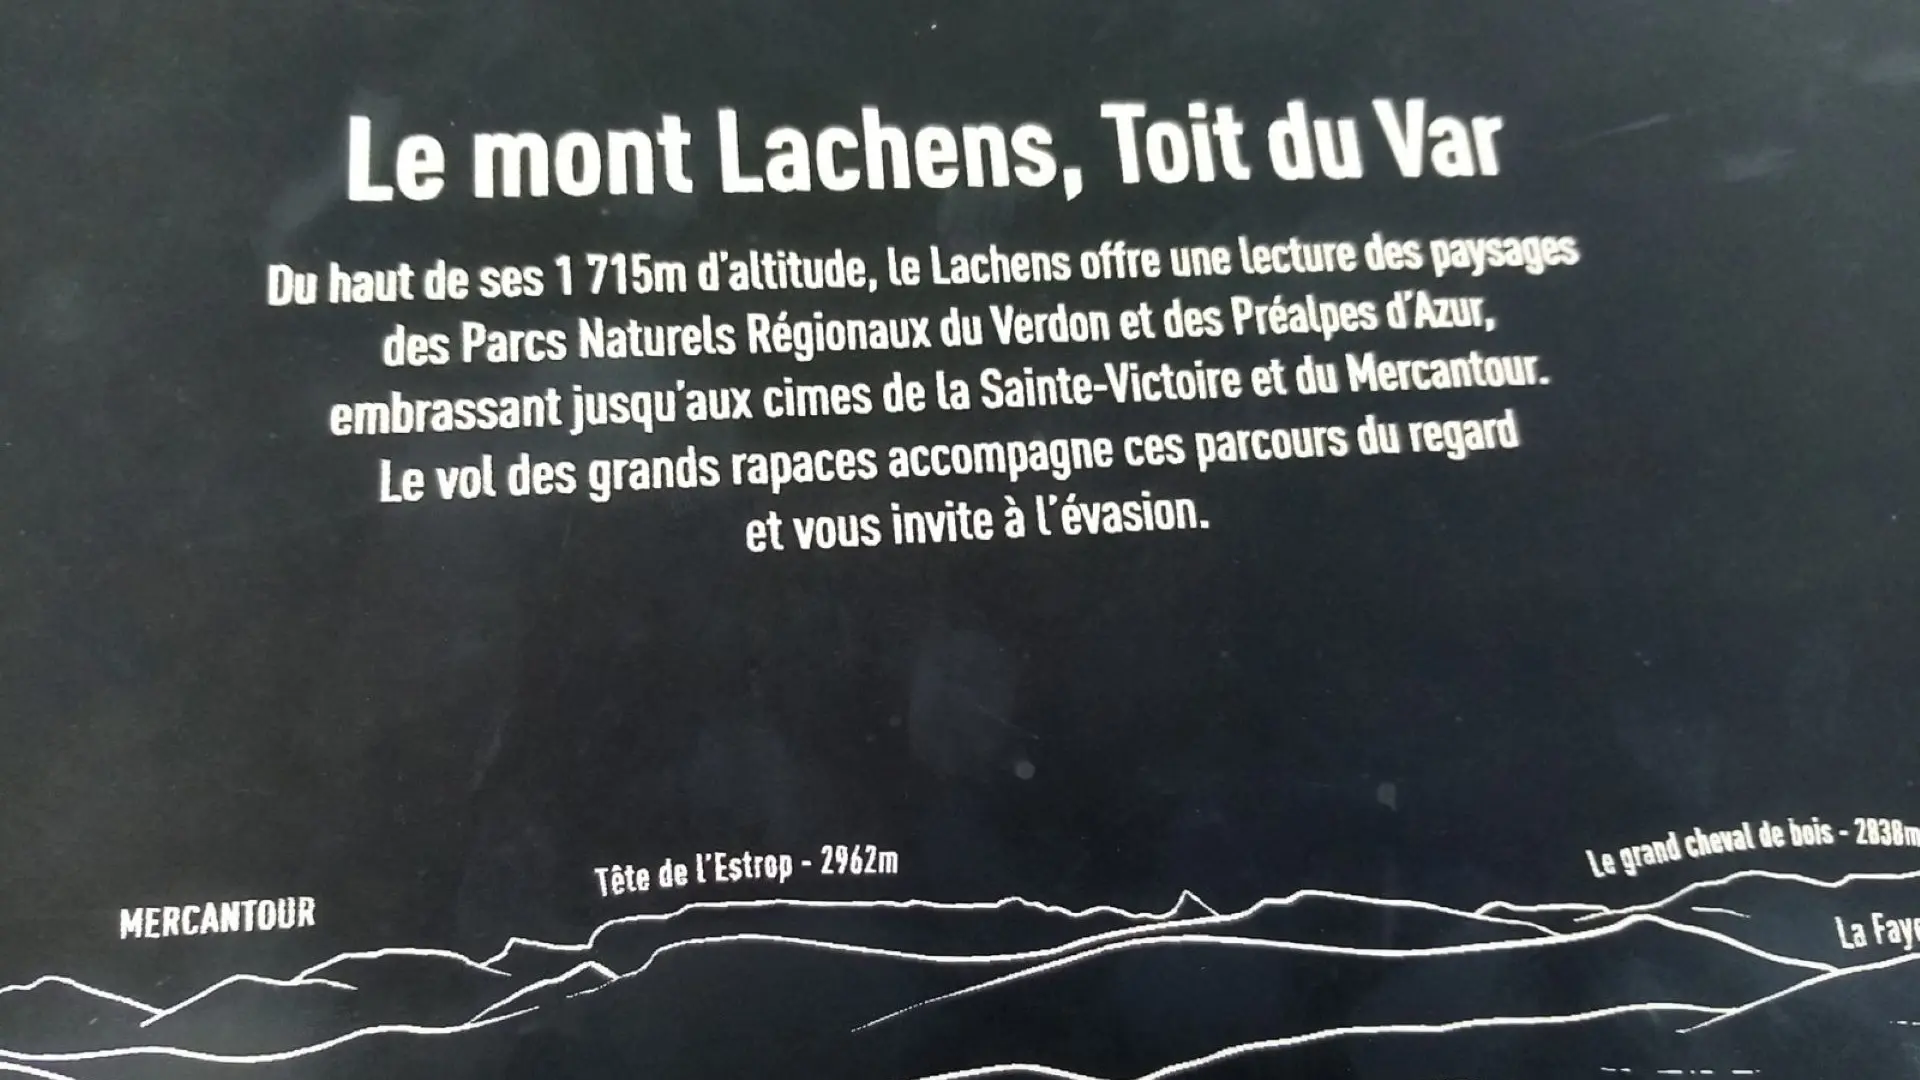 Le mont Lachens, Toit du Var
Du haut de ses 1 715m d'altitude, le Lachens offre une lecture des paysages
des Parcs Naturels Régionaux du Verdon et des Préalpes d'Azur,
embrassant jusqu'aux cimes de la Sainte-Victoire et du Mercantour.
Le vol des grands rapaces accompagne ces parcours du regard
et vous invite à l'évasion.
Le grand cheval de bois - 2838m
Tête de l'Estrop - 2962m
MERCANTOUR
La